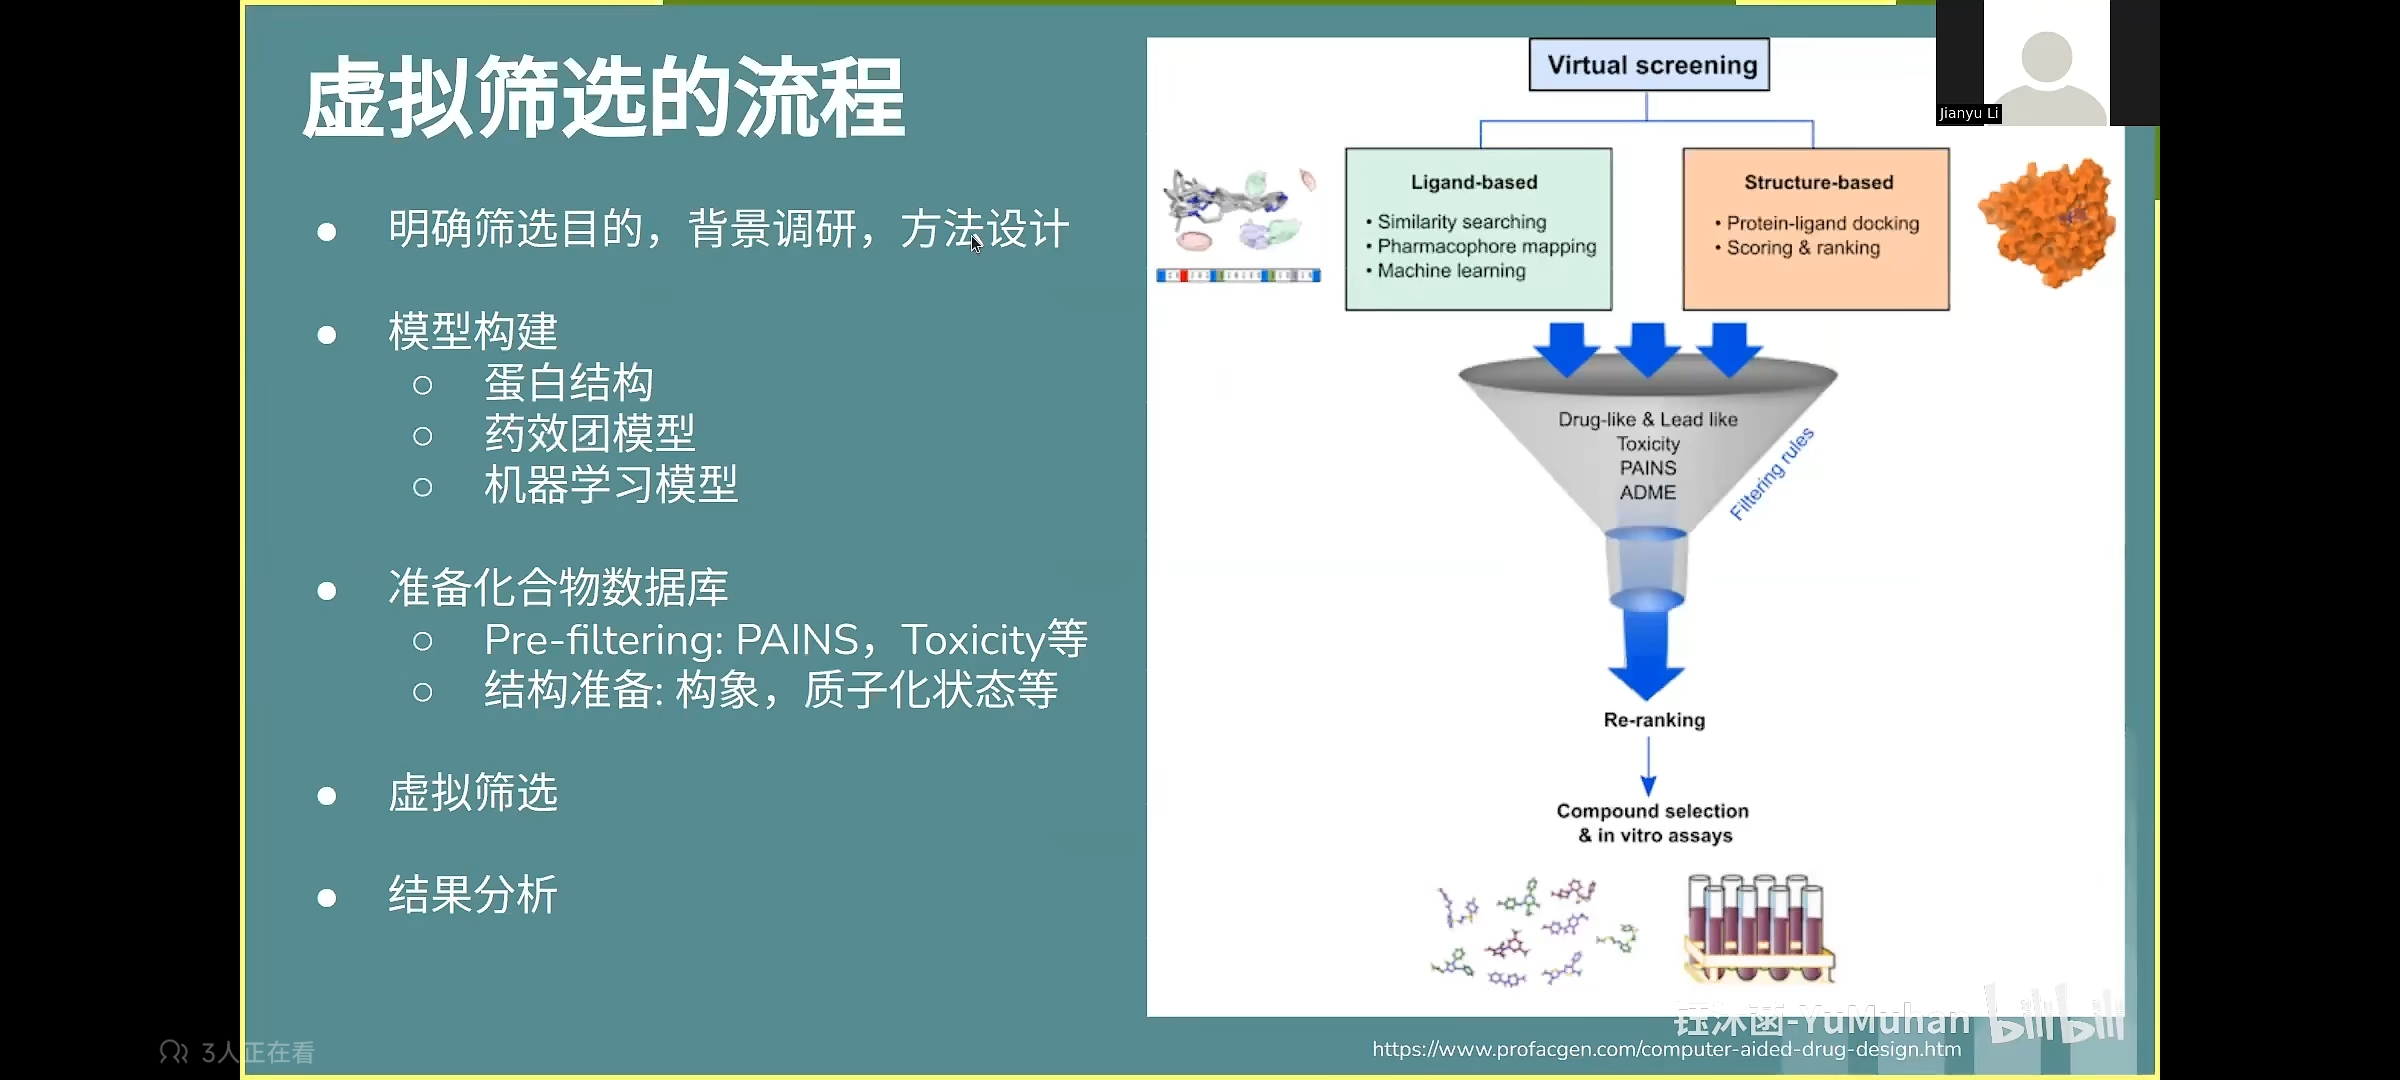 虚拟筛选的流程
明确筛选目的，背景调研，方法设计
模型构建
蛋白结构
药效团模型
机器学习模型
准备化合物数据库
Pre-filtering: PAINS，Toxicity等
结构准备: 构象，质子化状态等
虚拟筛选
结果分析
Virtual screening
Ligand-based
• Similarity searching
• Pharmacophore mapping
• Machine learning
Structure-based
• Protein-ligand docking
• Scoring & ranking
Drug-like & Lead like
Toxicity
PAINS
ADME
Filtering rules
Re-ranking
Compound selection
& in vitro assays
Jianyu Li
钰沐菡-YuMuhan
bilibili
https://www.profacgen.com/computer-aided-drug-design.htm
3人正在看